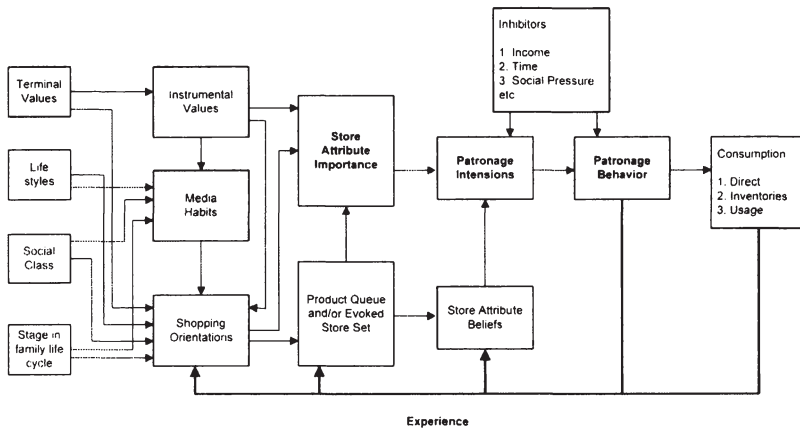 Inhibitors
1 Income
2. Time
3 Social Pressure
etc
Terminal
Values
Instrumental
Values
Store
Attribute
Importance
Patronage
Intensions
Patronage
Behavior
Consumption
1. Direct
2. Inventories
3. Usage
Life
styles
Media
Habits
Social
Class
Shopping
Orientations
Product Queue
and/or Evoked
Store Set
Store Attribute
Beliefs
Stage in
family life
cycle
Experience